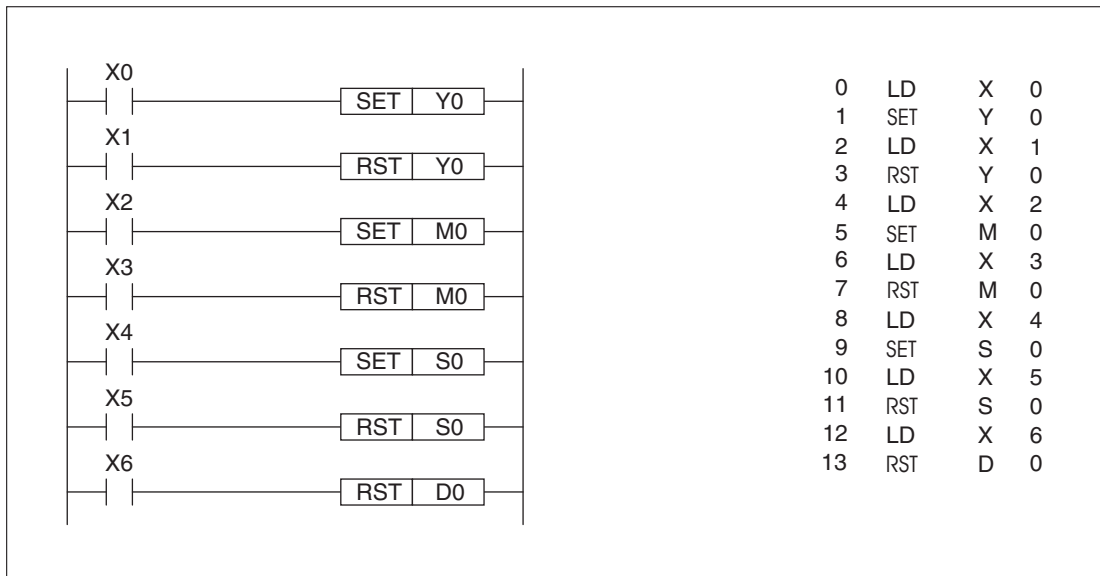 X0
SET Y0
X1
RST Y0
X2
SET M0
X3
RST M0
X4
SET S0
X5
RST S0
X6
RST D0
0 LD X 0
1 SET Y 0
2 LD X 1
3 RST Y 0
4 LD X 2
5 SET M 0
6 LD X 3
7 RST M 0
8 LD X 4
9 SET S 0
10 LD X 5
11 RST S 0
12 LD X 6
13 RST D 0